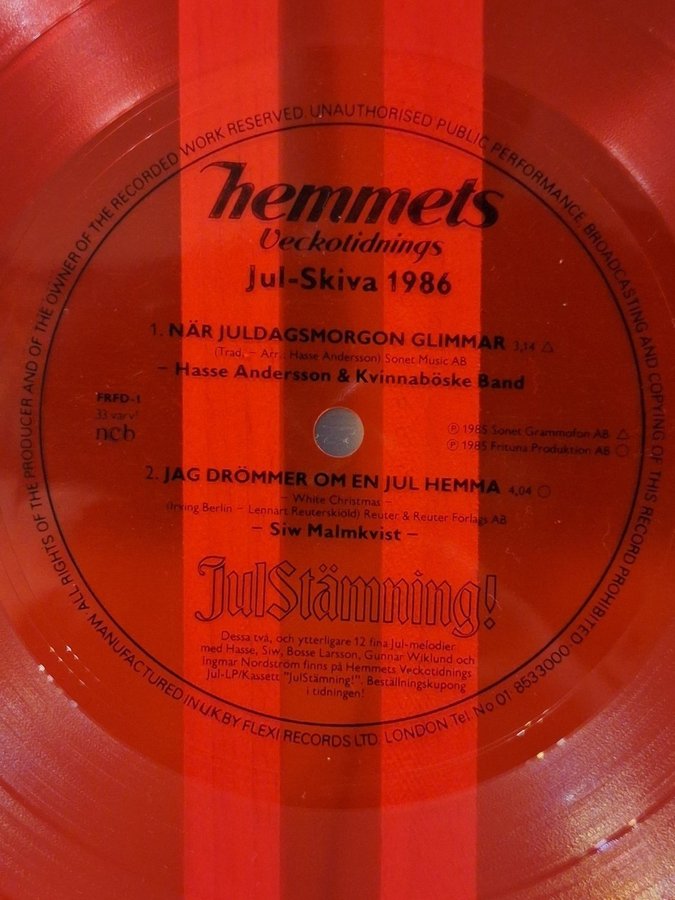 ALL RIGHTS OF THE PRODUCER AND OF THE OWNER OF THE RECORDED WORK RESERVED. UNAUTHORISED PUBLIC PERFORMANCE, BROADCASTING AND COPYING OF THIS RECORD PROHIBITED
hemmets
Veckotidnings
Jul-Skiva 1986
1. NÄR JULDAGSMORGON GLIMMAR 3,14 △
(Trad. – Arr.: Hasse Andersson) Sonet Music AB
– Hasse Andersson & Kvinnaböske Band
FRFD-1
33 varv!
ncb
℗ 1985 Sonet Grammofon AB △
℗ 1985 Frituna Produktion AB ○
2. JAG DRÖMMER OM EN JUL HEMMA 4,04 ○
– White Christmas –
(Irving Berlin – Lennart Reuterskiöld) Reuter & Reuter Förlags AB
– Siw Malmkvist –
JulStämning!
Dessa två, och ytterligare 12 fina Jul-melodier
med Hasse, Siw, Bosse Larsson, Gunnar Wiklund och
Ingmar Nordström finns på Hemmets Veckotidnings
Jul-LP/Kassett "JulStämning!". Beställningskupong
i tidningen!
MANUFACTURED IN U.K. BY FLEXI RECORDS LTD. LONDON Tel. No 01 8533000